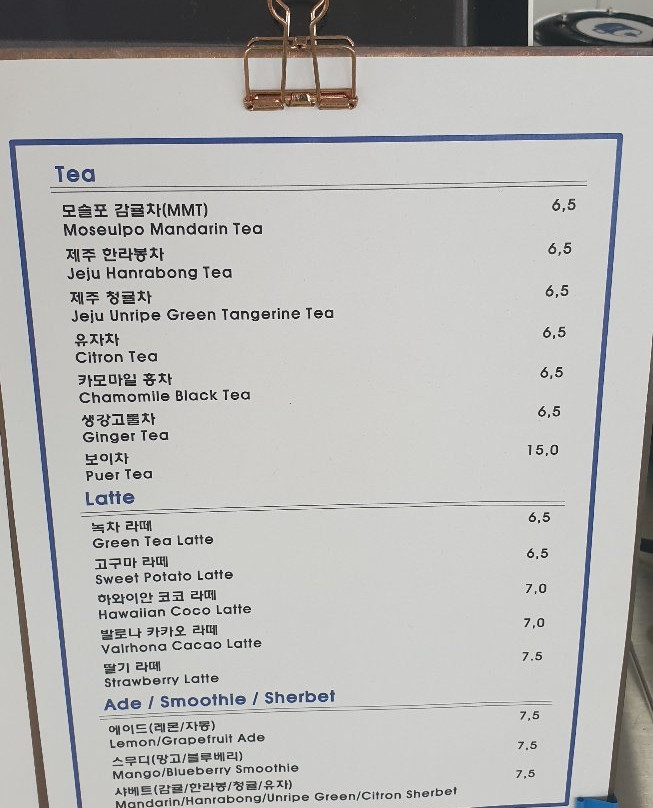 Tea
모슬포 감귤차(MMT) 6,5
Moseulpo Mandarin Tea
제주 한라봉차 6,5
Jeju Hanrabong Tea
제주 청귤차 6,5
Jeju Unripe Green Tangerine Tea
유자차 6,5
Citron Tea
카모마일 홍차 6,5
Chamomile Black Tea
생강고뿔차 6,5
Ginger Tea
보이차 15,0
Puer Tea
Latte
녹차 라떼 6,5
Green Tea Latte
고구마 라떼 6,5
Sweet Potato Latte
하와이안 코코 라떼 7,0
Hawaiian Coco Latte
발로나 카카오 라떼 7,0
Valrhona Cacao Latte
딸기 라떼 7.5
Strawberry Latte
Ade / Smoothie / Sherbet
에이드(레몬/자몽) 7,5
Lemon/Grapefruit Ade
스무디(망고/블루베리) 7,5
Mango/Blueberry Smoothie
샤베트(감귤/한라봉/청귤/유자) 7,5
Mandarin/Hanrabong/Unripe Green/Citron Sherbet